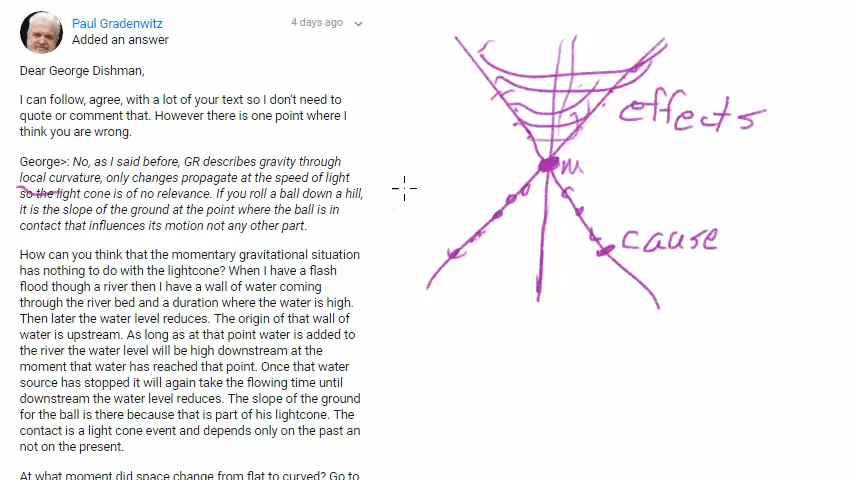 Paul Gradenwitz
4 days ago
Added an answer
Dear George Dishman,
I can follow, agree, with a lot of your text so I don't need to
quote or comment that. However there is one point where I
think you are wrong.
George>: No, as I said before, GR describes gravity through
local curvature, only changes propagate at the speed of light
so the light cone is of no relevance. If you roll a ball down a hill,
it is the slope of the ground at the point where the ball is in
contact that influences its motion not any other part.
How can you think that the momentary gravitational situation
has nothing to do with the lightcone? When I have a flash
flood though a river then I have a wall of water coming
through the river bed and a duration where the water is high.
Then later the water level reduces. The origin of that wall of
water is upstream. As long as at that point water is added to
the river the water level will be high downstream at the
moment that water has reached that point. Once that water
source has stopped it will again take the flowing time until
downstream the water level reduces. The slope of the ground
for the ball is there because that is part of his lightcone. The
contact is a light cone event and depends only on the past an
not on the present.
At what moment did space change from flat to curved? Go to
effects
m
cause